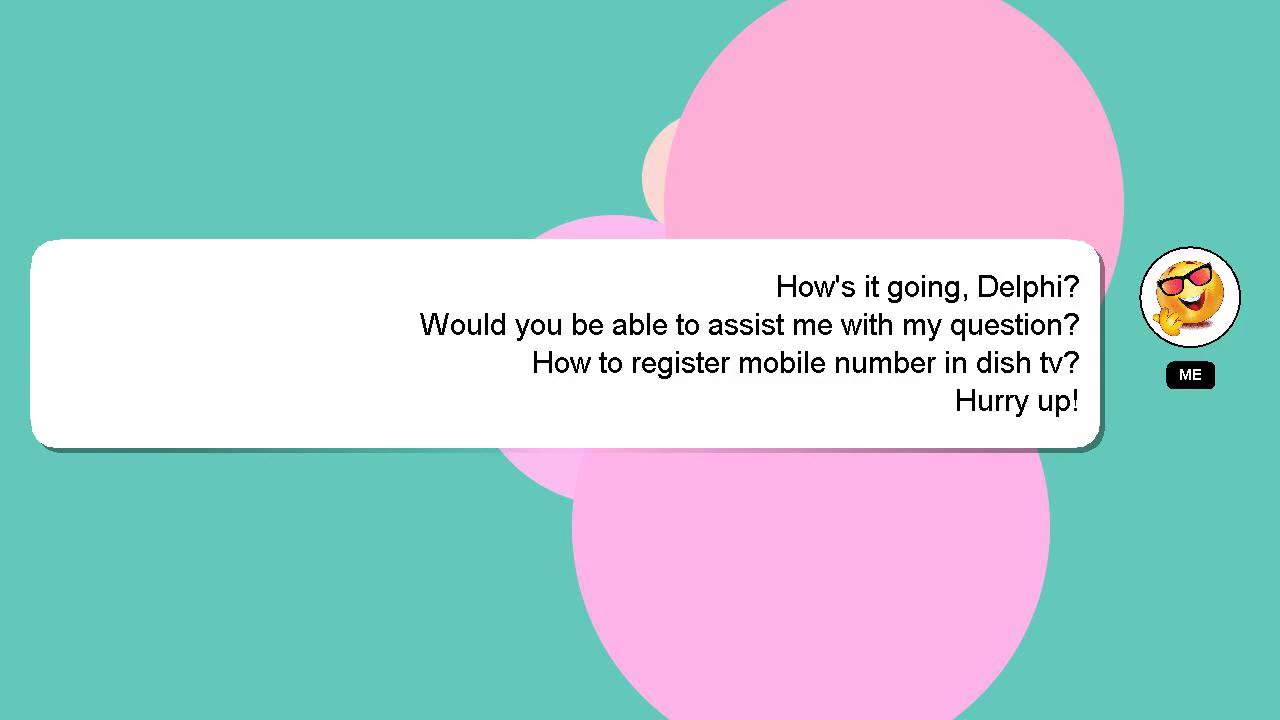 How's it going, Delphi?
Would you be able to assist me with my question?
How to register mobile number in dish tv?
Hurry up!
ME